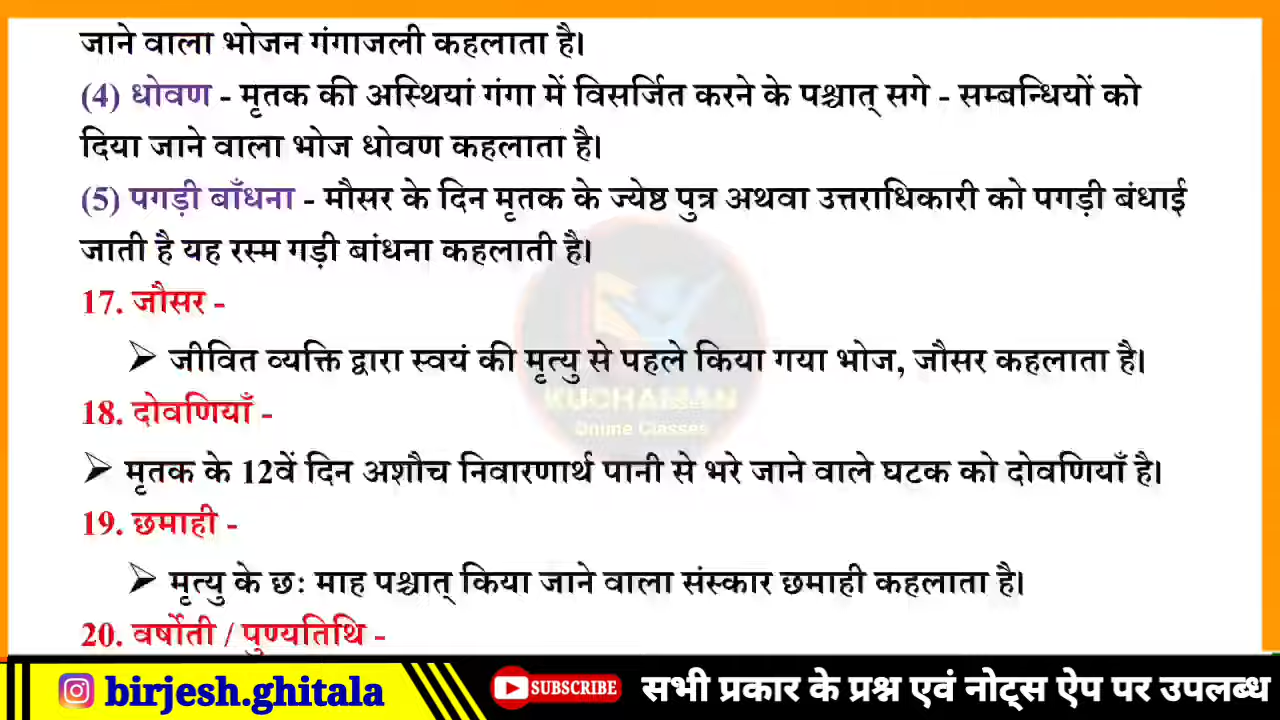 जाने वाला भोजन गंगाजली कहलाता है।
(4) धोवण - मृतक की अस्थियां गंगा में विसर्जित करने के पश्चात् सगे - सम्बन्धियों को
दिया जाने वाला भोज धोवण कहलाता है।
(5) पगड़ी बाँधना - मौसर के दिन मृतक के ज्येष्ठ पुत्र अथवा उत्तराधिकारी को पगड़ी बंधाई
जाती है यह रस्म गड़ी बांधना कहलाती है।
17. जौसर -
➢ जीवित व्यक्ति द्वारा स्वयं की मृत्यु से पहले किया गया भोज, जौसर कहलाता है।
KUCHAMAN
18. दोवणियाँ -
Online Classes
➢ मृतक के 12वें दिन अशौच निवारणार्थ पानी से भरे जाने वाले घटक को दोवणियाँ है।
19. छमाही -
➢ मृत्यु के छः माह पश्चात् किया जाने वाला संस्कार छमाही कहलाता है।
20. वर्षोती / पुण्यतिथि -
birjesh.ghitala SUBSCRIBE सभी प्रकार के प्रश्न एवं नोट्स ऐप पर उपलब्ध